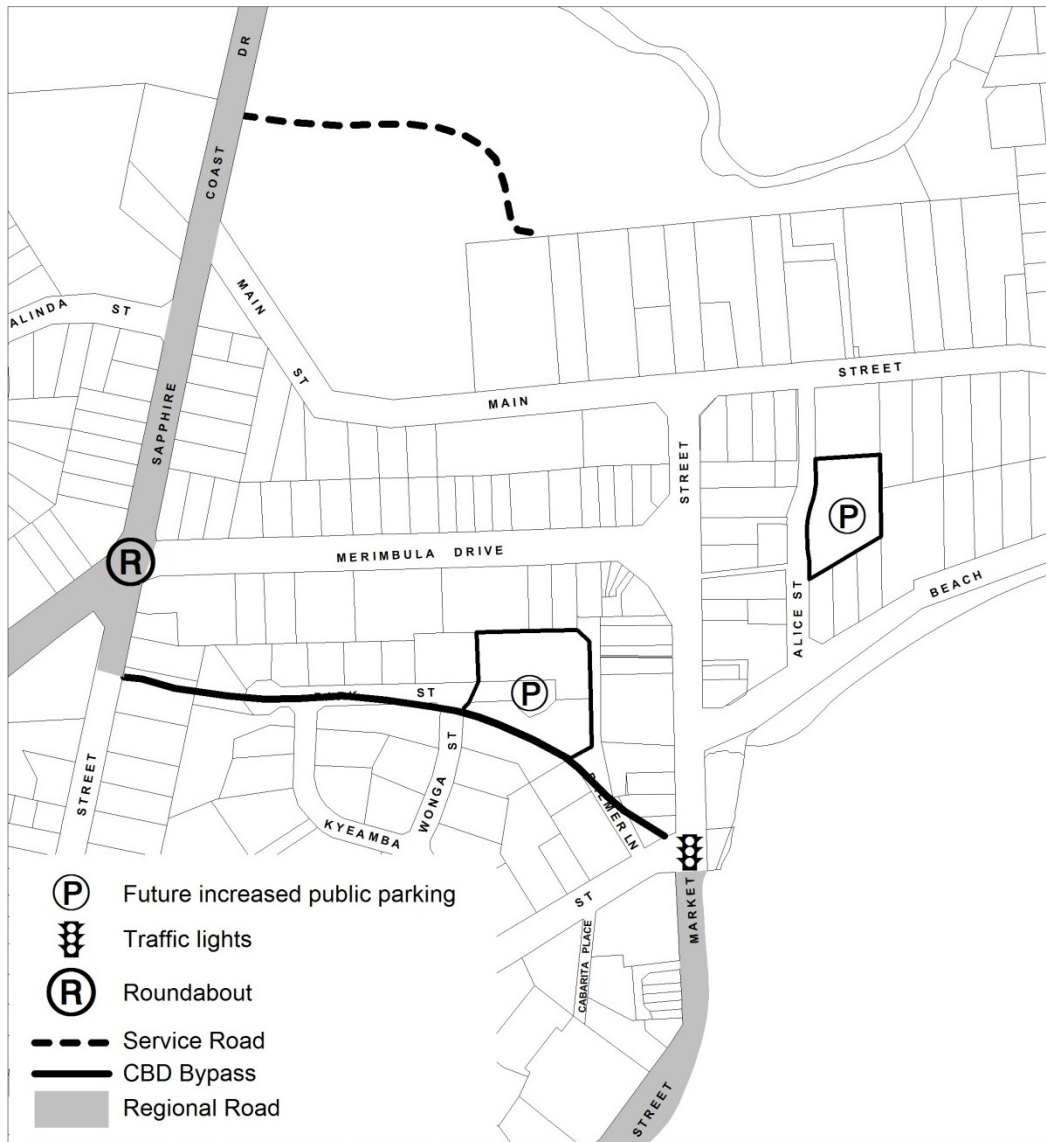 DR
COAST
SAPPHIRE
MAIN
ST
ALINDA ST
MAIN STREET
STREET
MERIMBULA DRIVE
R
P
P
ALICE ST
BEACH
ST
WONGA ST
KYEAMBA
STREET
LN
ST
CABARITA PLACE
MARKET
STREET
P Future increased public parking
Traffic lights
R Roundabout
Service Road
CBD Bypass
Regional Road